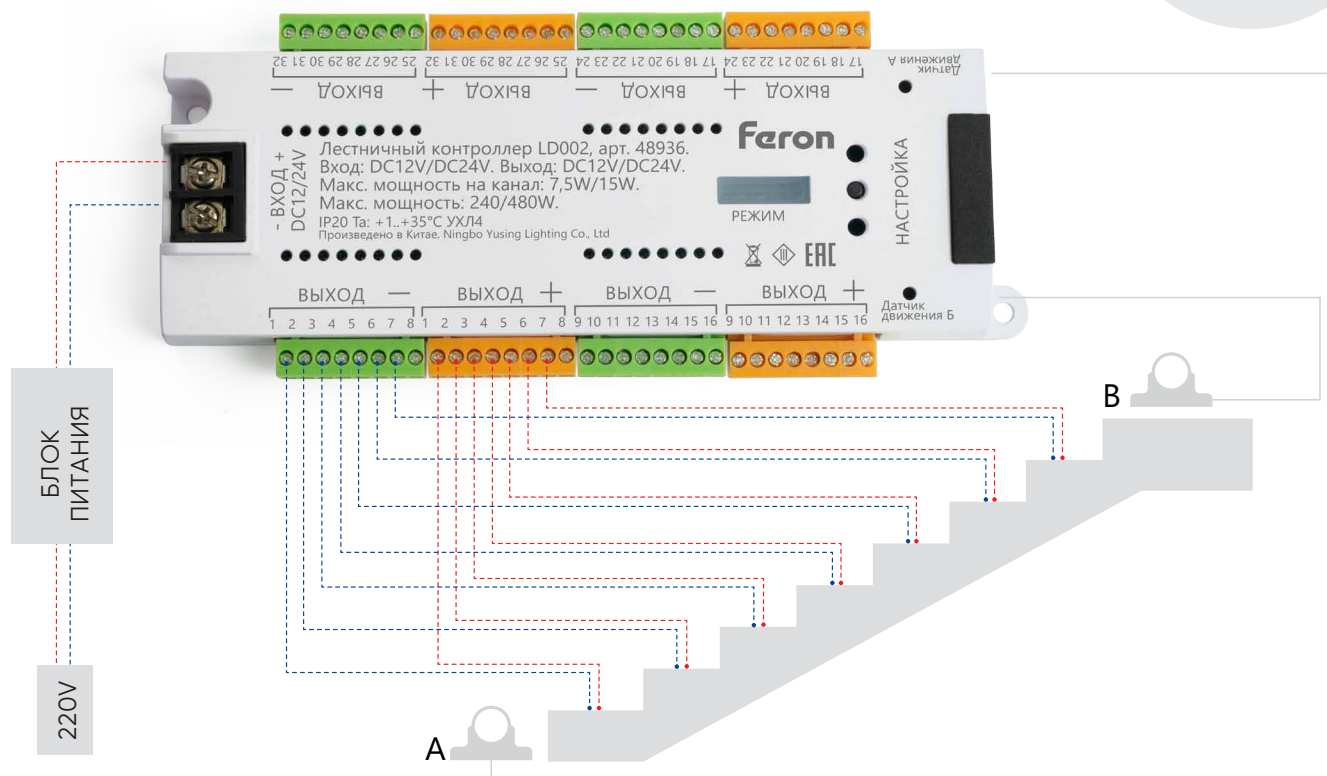 32 31 30 29 28 27 26 25
32 31 30 29 28 27 26 25
24 23 22 21 20 19 18 17
24 23 22 21 20 19 18 17
Датчик
движения А
— ВЫХОД
+ ВЫХОД
— ВЫХОД
+ ВЫХОД
Feron
Лестничный контроллер LD002, арт. 48936.
Вход: DC12V/DC24V. Выход: DC12V/DC24V.
Макс. мощность на канал: 7,5W/15W.
Макс. мощность: 240/480W.
IP20 Ta: +1..+35°C УХЛ4
Произведено в Китае. Ningbo Yusing Lighting Co., Ltd
- ВХОД +
DC12/24V
РЕЖИМ
НАСТРОЙКА
EAC
ВЫХОД —
ВЫХОД +
ВЫХОД —
ВЫХОД +
1 2 3 4 5 6 7 8
1 2 3 4 5 6 7 8
9 10 11 12 13 14 15 16
9 10 11 12 13 14 15 16
Датчик
движения Б
БЛОК
ПИТАНИЯ
220V
B
A